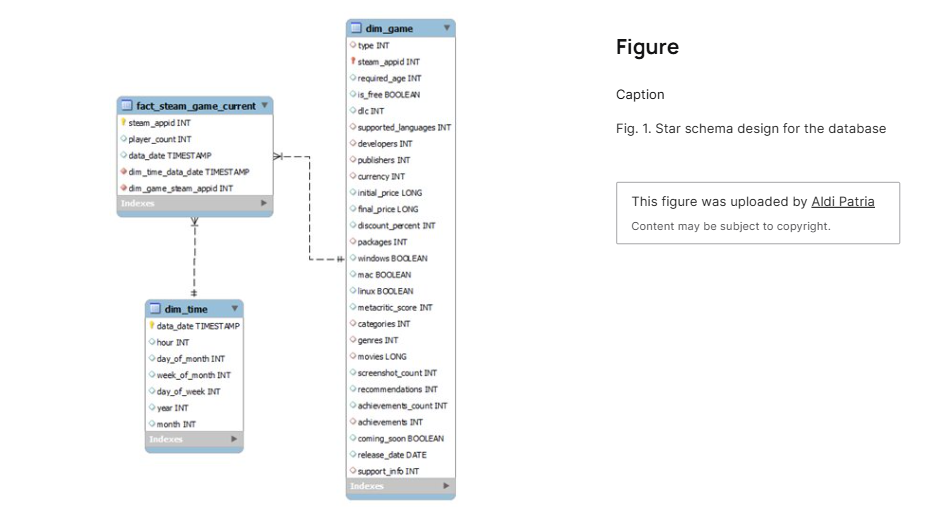 dim_game
type INT
steam_appid INT
required_age INT
is_free BOOLEAN
dlc INT
supported_languages INT
developers INT
publishers INT
currency INT
initial_price LONG
final_price LONG
discount_percent INT
packages INT
windows BOOLEAN
mac BOOLEAN
linux BOOLEAN
metacritic_score INT
categories INT
genres INT
movies LONG
screenshot_count INT
recommendations INT
achievements_count INT
achievements INT
coming_soon BOOLEAN
release_date DATE
support_info INT
Indexes
fact_steam_game_current
steam_appid INT
player_count INT
data_date TIMESTAMP
dim_time_data_date TIMESTAMP
dim_game_steam_appid INT
Indexes
dim_time
data_date TIMESTAMP
hour INT
day_of_month INT
week_of_month INT
day_of_week INT
year INT
month INT
Indexes
Figure
Caption
Fig. 1. Star schema design for the database
This figure was uploaded by Aldi Patria
Content may be subject to copyright.